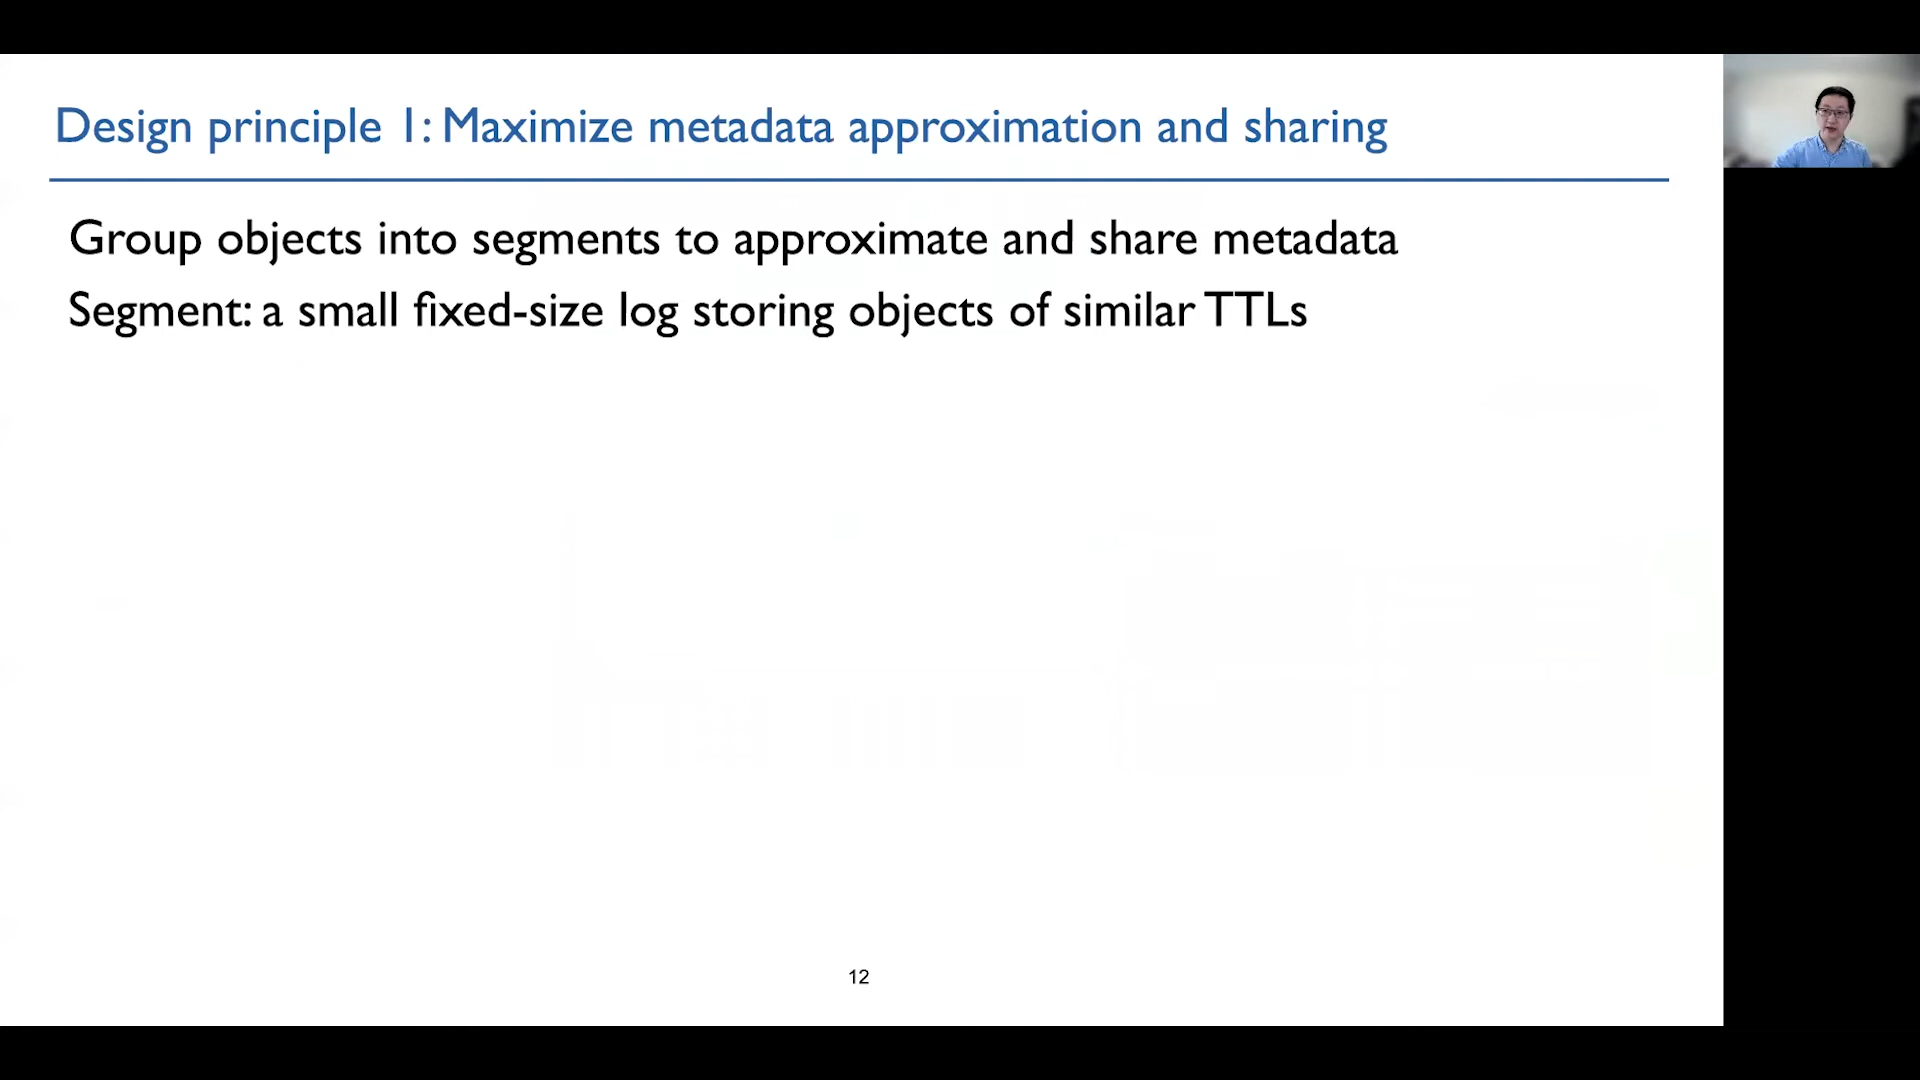 Design principle 1: Maximize metadata approximation and sharing
Group objects into segments to approximate and share metadata
Segment: a small fixed-size log storing objects of similar TTLs
12